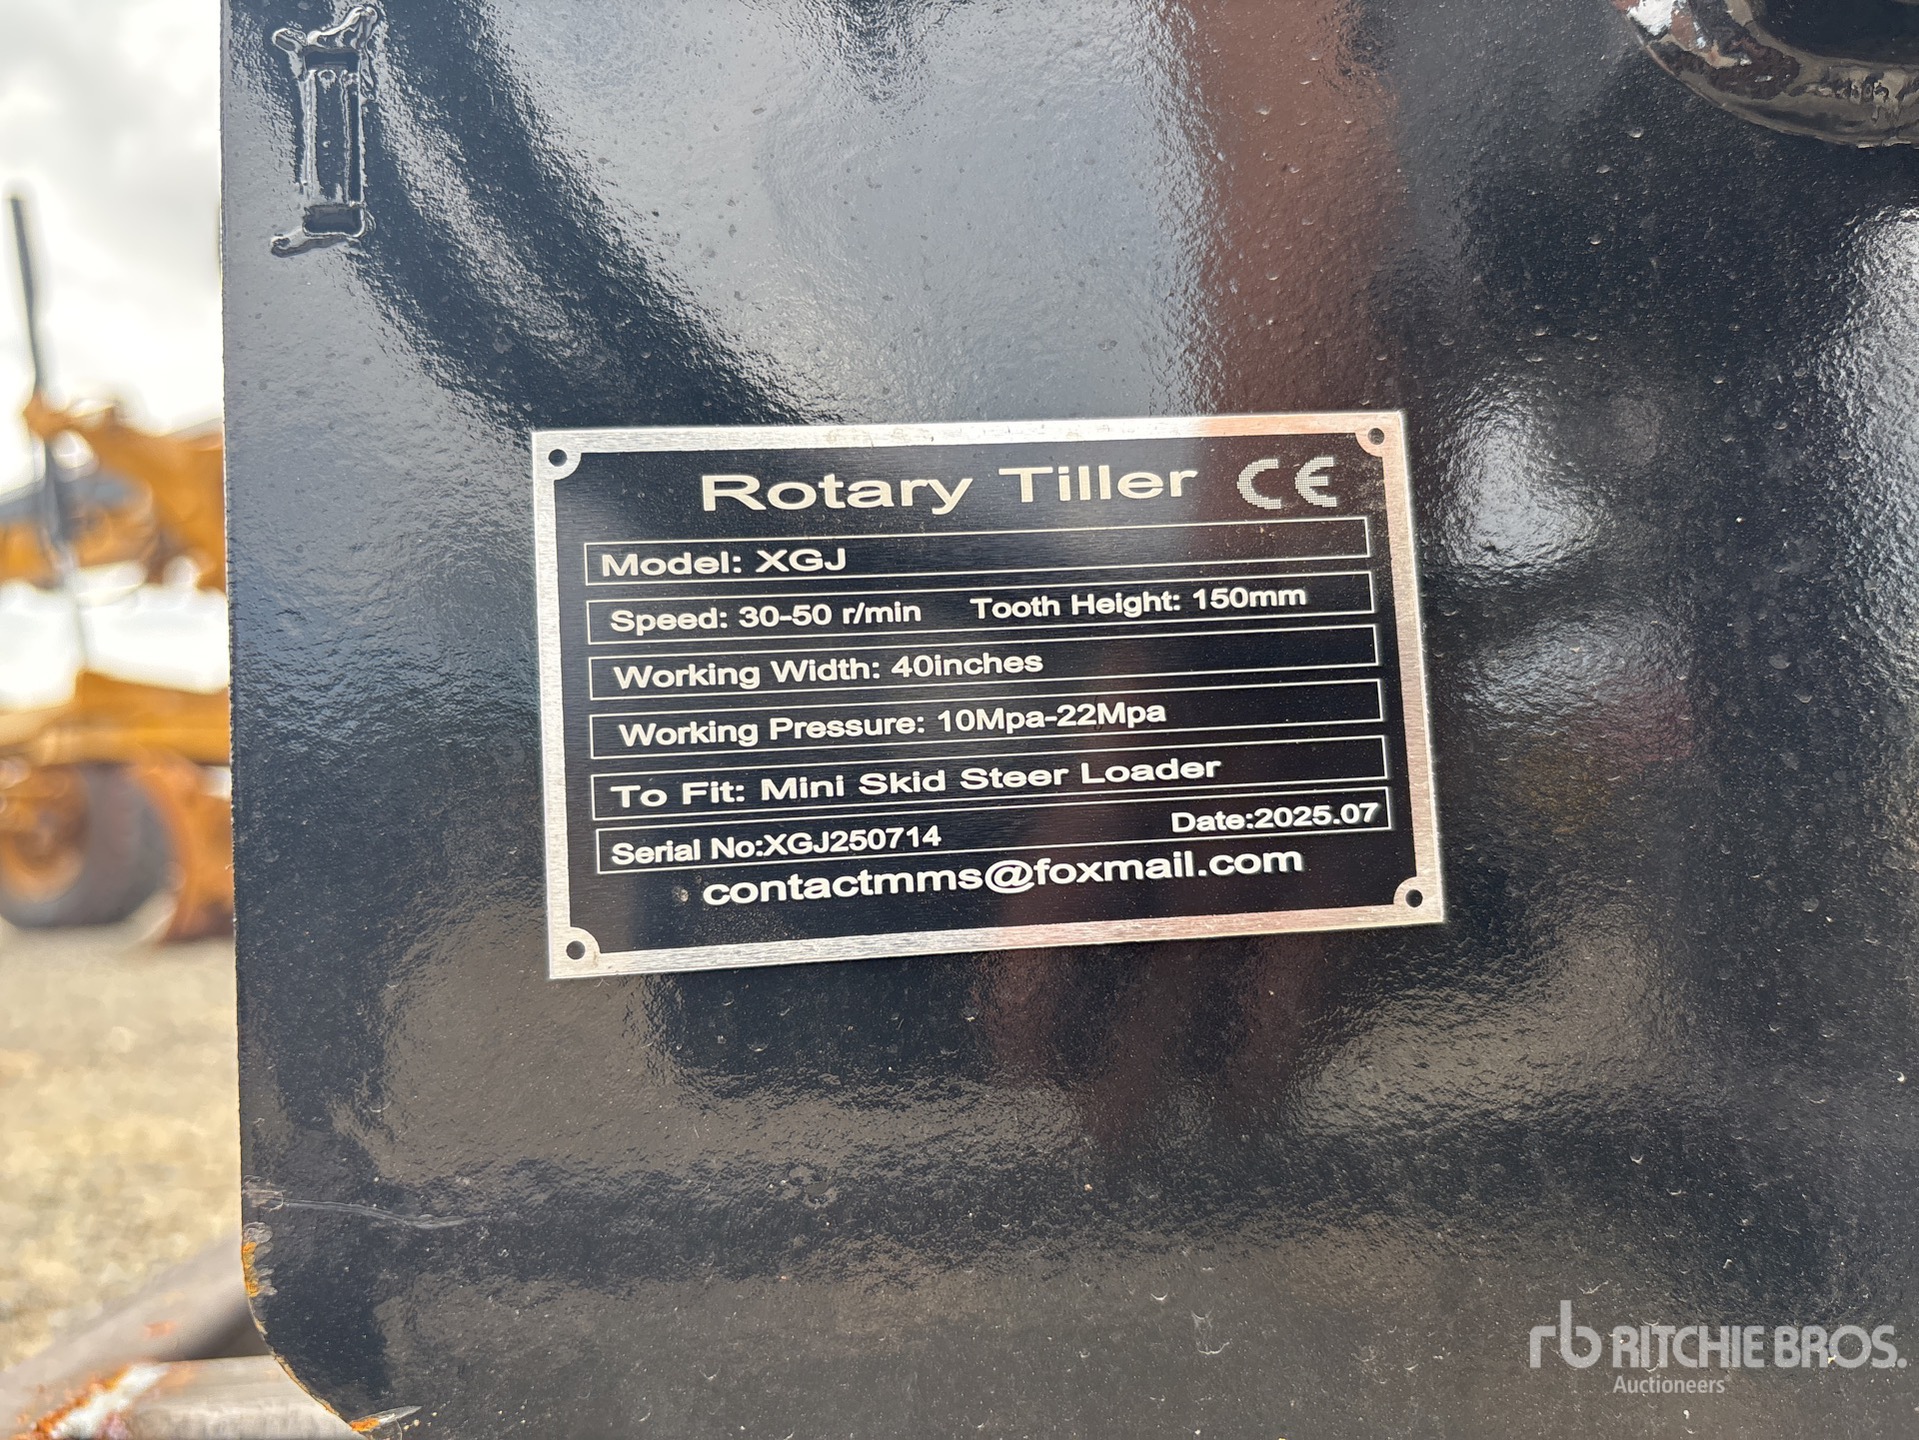 Rotary Tiller CE
Model: XGJ
Speed: 30-50 r/min Tooth Height: 150mm
Working Width: 40inches
Working Pressure: 10Mpa-22Mpa
To Fit: Mini Skid Steer Loader
Serial No:XGJ250714 Date:2025.07
contactmms@foxmail.com
rb RITCHIE BROS.
Auctioneers